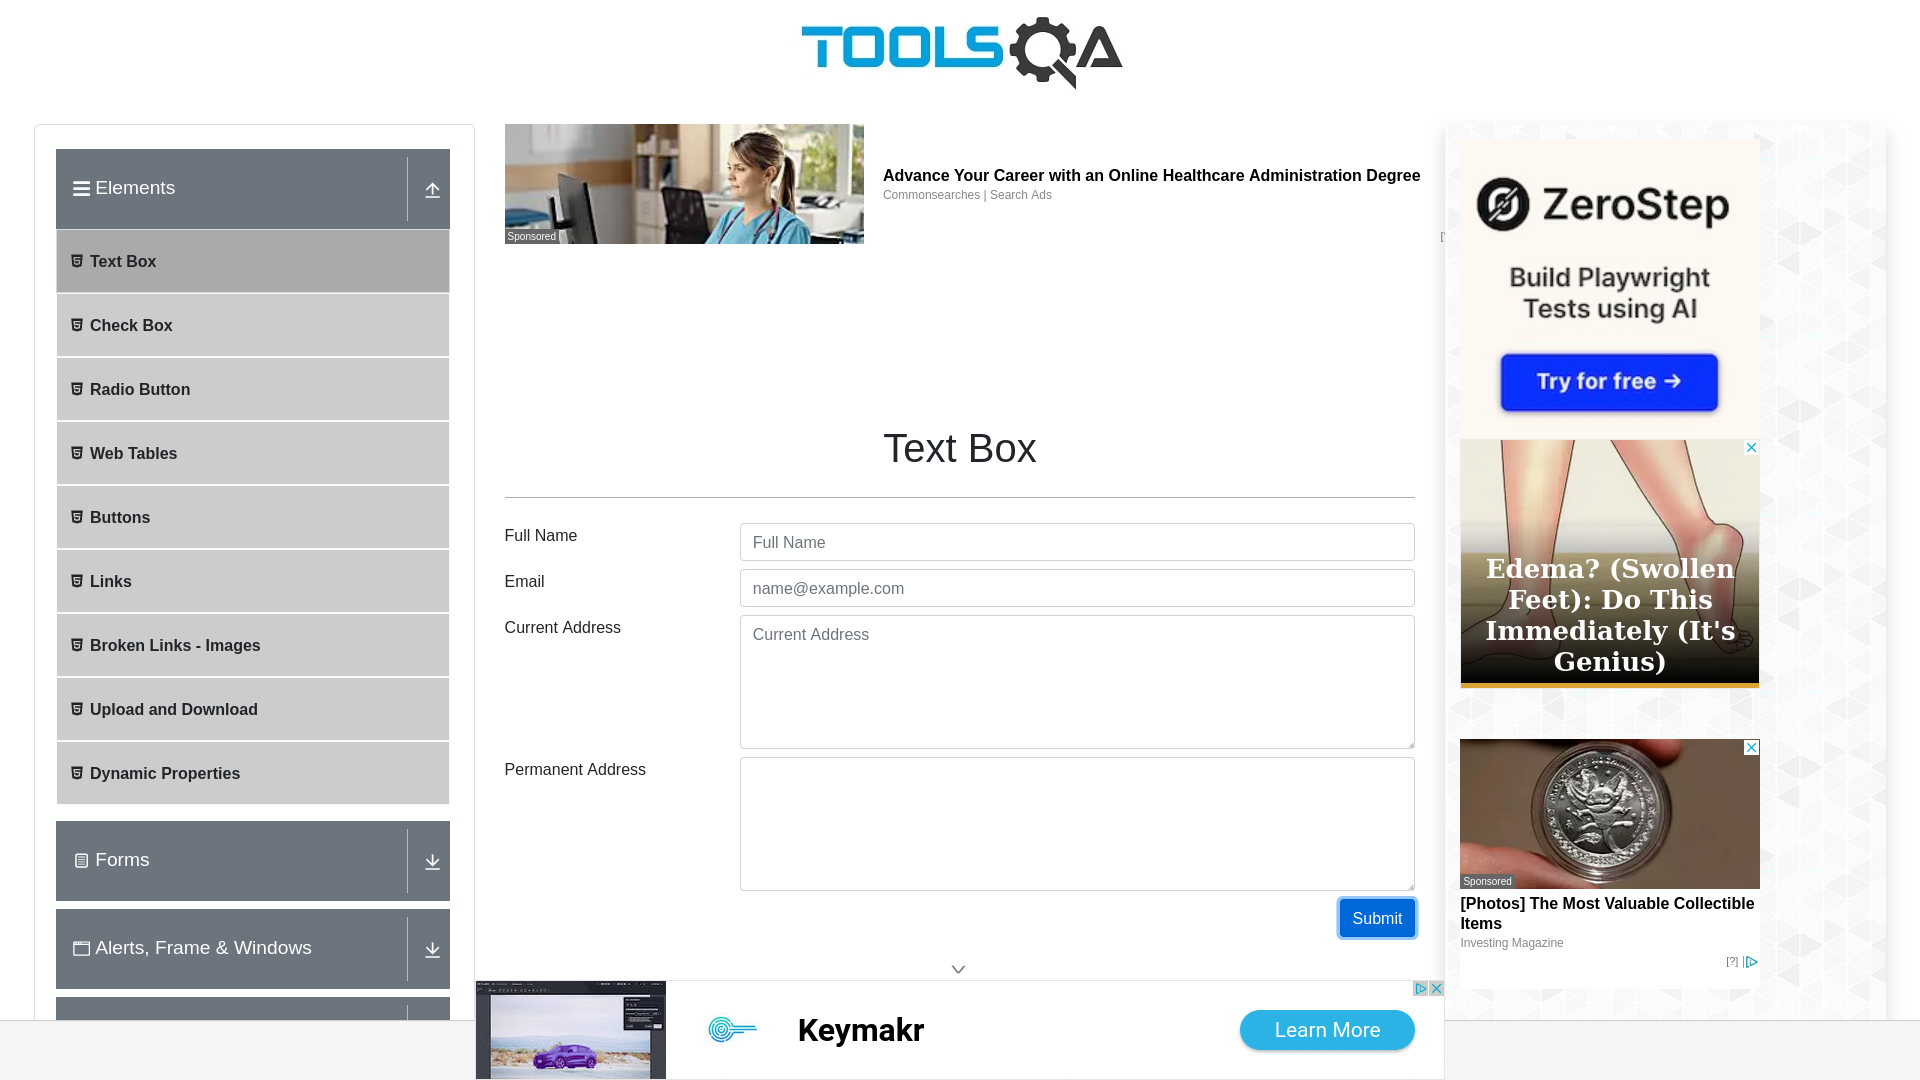 TOOLSQA
Elements
Text Box
Check Box
Radio Button
Web Tables
Buttons
Links
Broken Links - Images
Upload and Download
Dynamic Properties
Forms
Alerts, Frame & Windows
Sponsored
Advance Your Career with an Online Healthcare Administration Degree
Commonsearches | Search Ads
Text Box
Full Name
Full Name
Email
name@example.com
Current Address
Current Address
Permanent Address
Submit
Keymakr
Learn More
ZeroStep
Build Playwright
Tests using AI
Try for free →
Edema? (Swollen
Feet): Do This
Immediately (It's
Genius)
Sponsored
[Photos] The Most Valuable Collectible
Items
Investing Magazine
[?]